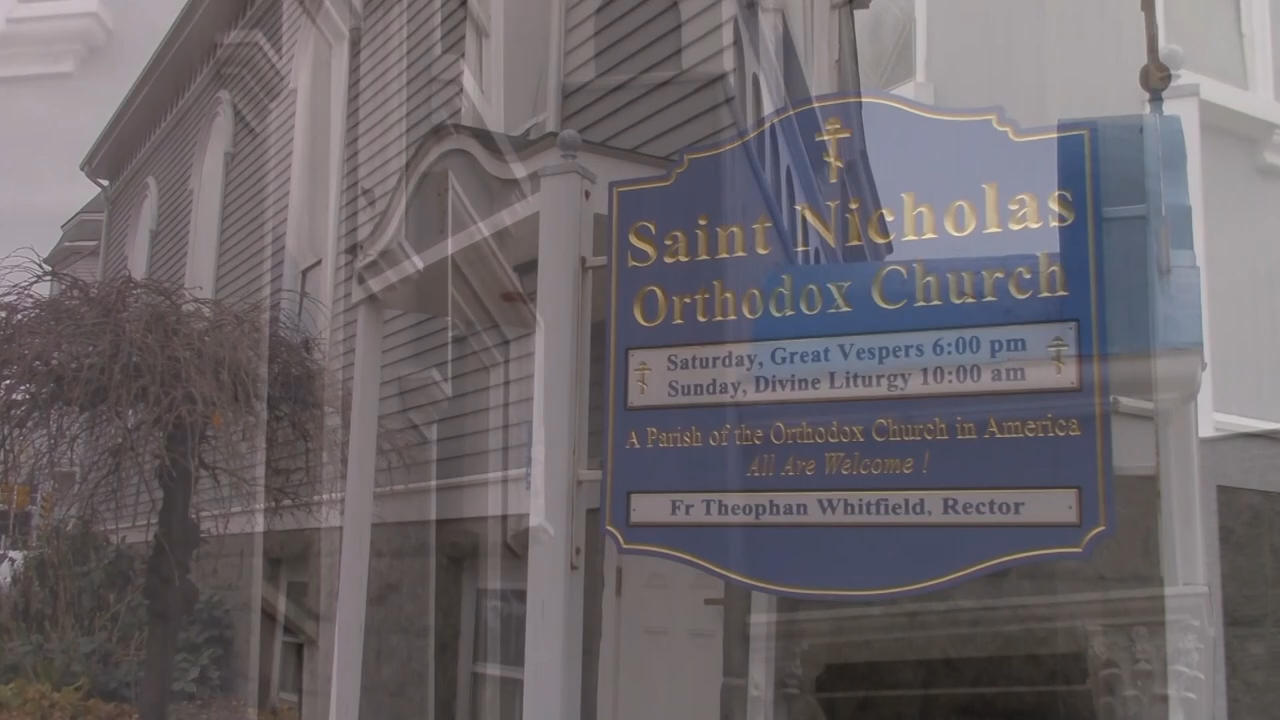 Saint Nicholas
Orthodox Church
Saturday, Great Vespers 6:00 pm
Sunday, Divine Liturgy 10:00 am
A Parish of the Orthodox Church in America
All Are Welcome !
Fr Theophan Whitfield, Rector